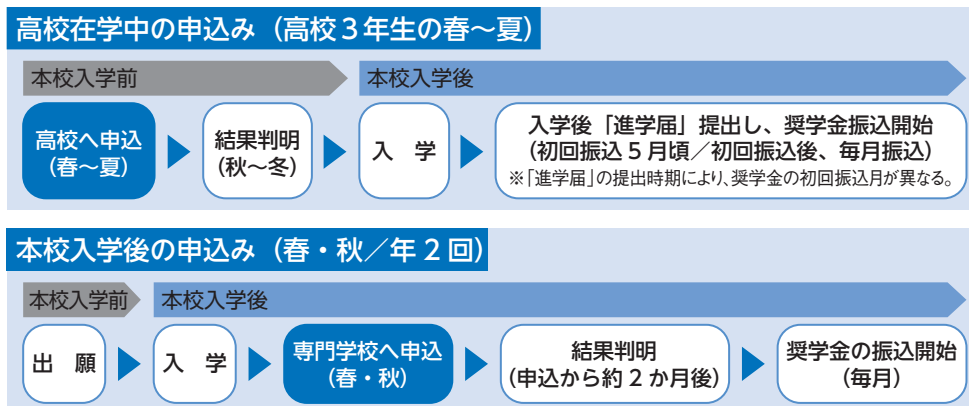 高校在学中の申込み（高校３年生の春～夏）
本校入学前
本校入学後
高校へ申込
（春～夏）
結果判明
（秋～冬）
入　学
入学後「進学届」提出し、奨学金振込開始
（初回振込５月頃／初回振込後、毎月振込）
※「進学届」の提出時期により、奨学金の初回振込月が異なる。
本校入学後の申込み（春・秋／年２回）
本校入学前
本校入学後
出　願
入　学
専門学校へ申込
（春・秋）
結果判明
（申込から約２か月後）
奨学金の振込開始
（毎月）